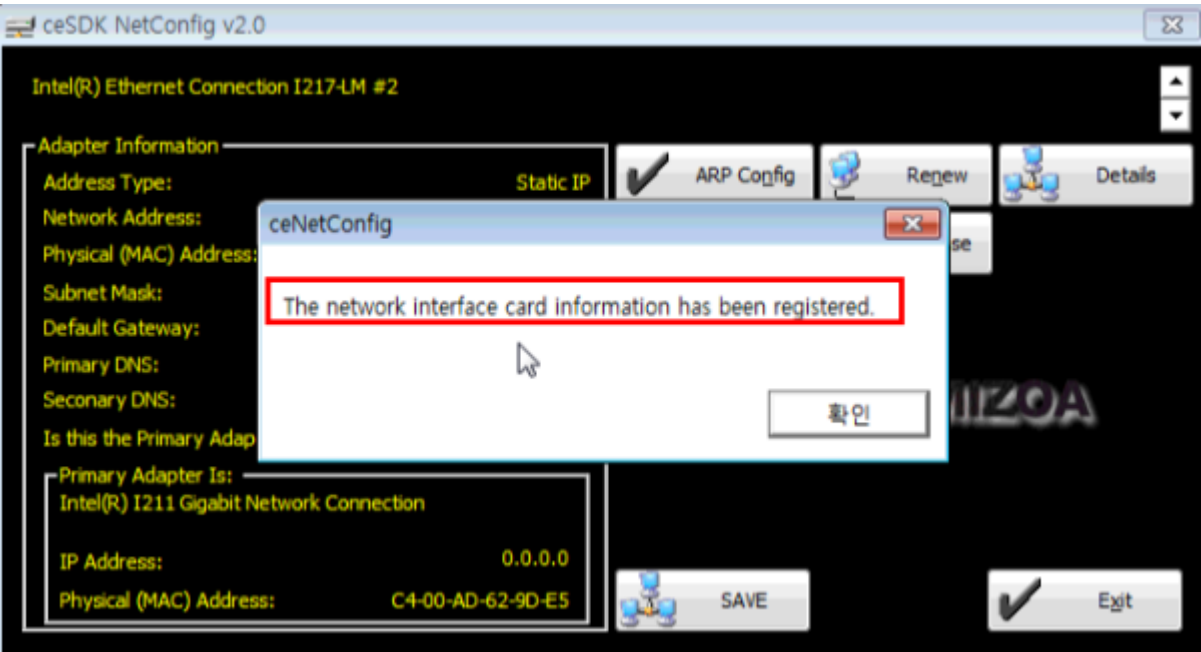 ceSDK NetConfig v2.0
Intel(R) Ethernet Connection I217-LM #2
Adapter Information
Address Type: Static IP
Network Address:
Physical (MAC) Address:
Subnet Mask:
Default Gateway:
Primary DNS:
Seconary DNS:
Is this the Primary Adap
Primary Adapter Is:
Intel(R) I211 Gigabit Network Connection
IP Address: 0.0.0.0
Physical (MAC) Address: C4-00-AD-62-9D-E5
ARP Config
Renew
Details
se
ceNetConfig
The network interface card information has been registered.
확인
IIZOA
SAVE
Exit